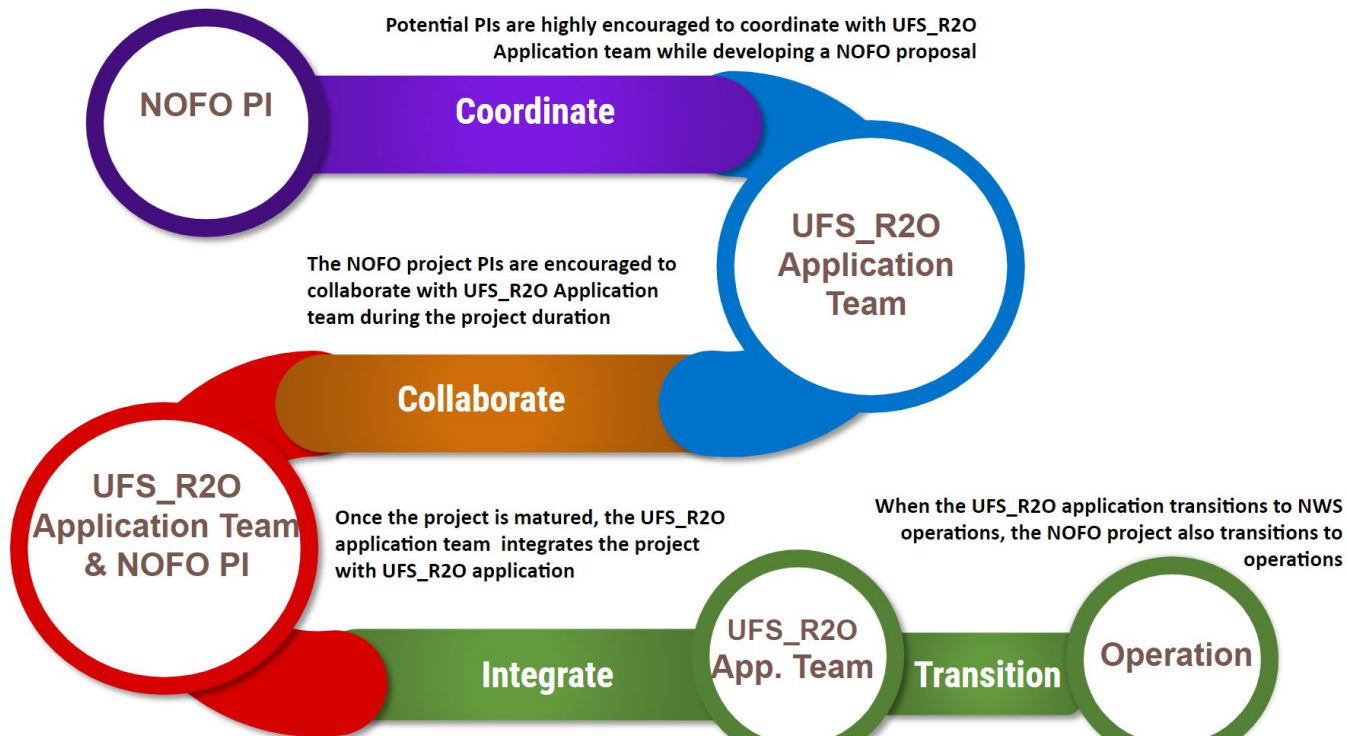 Potential PIs are highly encouraged to coordinate with UFS_R2O
Application team while developing a NOFO proposal
NOFO PI
Coordinate
UFS_R2O
Application
Team
The NOFO project PIs are encouraged to
collaborate with UFS_R2O Application
team during the project duration
Collaborate
UFS_R2O
Application Team
& NOFO PI
Once the project is matured, the UFS_R2O
application team  integrates the project
with UFS_R2O application
When the UFS_R2O application transitions to NWS
operations, the NOFO project also transitions to
operations
Integrate
UFS_R2O
App. Team
Transition
Operation